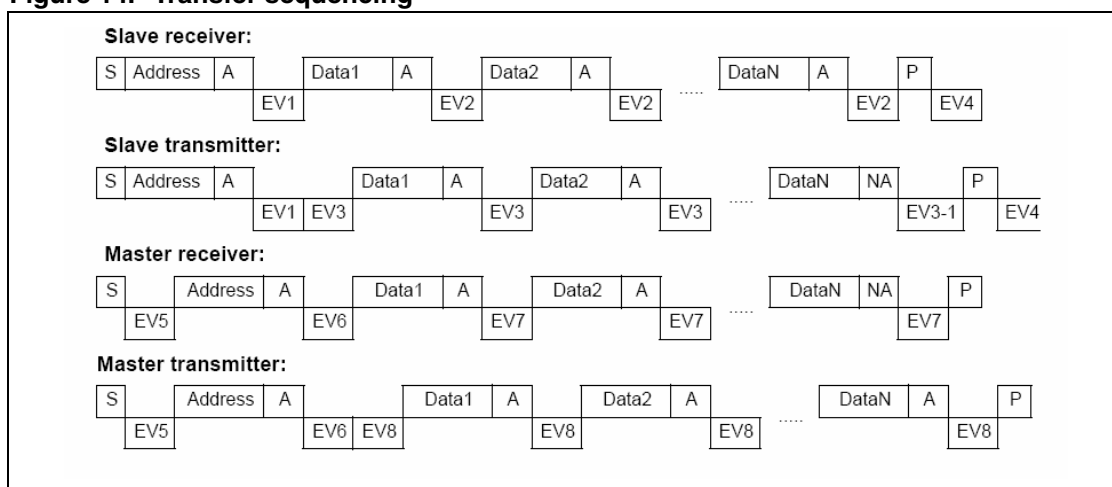 Slave receiver:
S Address A Data1 A Data2 A ..... DataN A P
EV1 EV2 EV2 EV2 EV4
Slave transmitter:
S Address A Data1 A Data2 A ..... DataN NA P
EV1 EV3 EV3 EV3 EV3-1 EV4
Master receiver:
S Address A Data1 A Data2 A ..... DataN NA P
EV5 EV6 EV7 EV7 EV7
Master transmitter:
S Address A Data1 A Data2 A ..... DataN A P
EV5 EV6 EV8 EV8 EV8 EV8